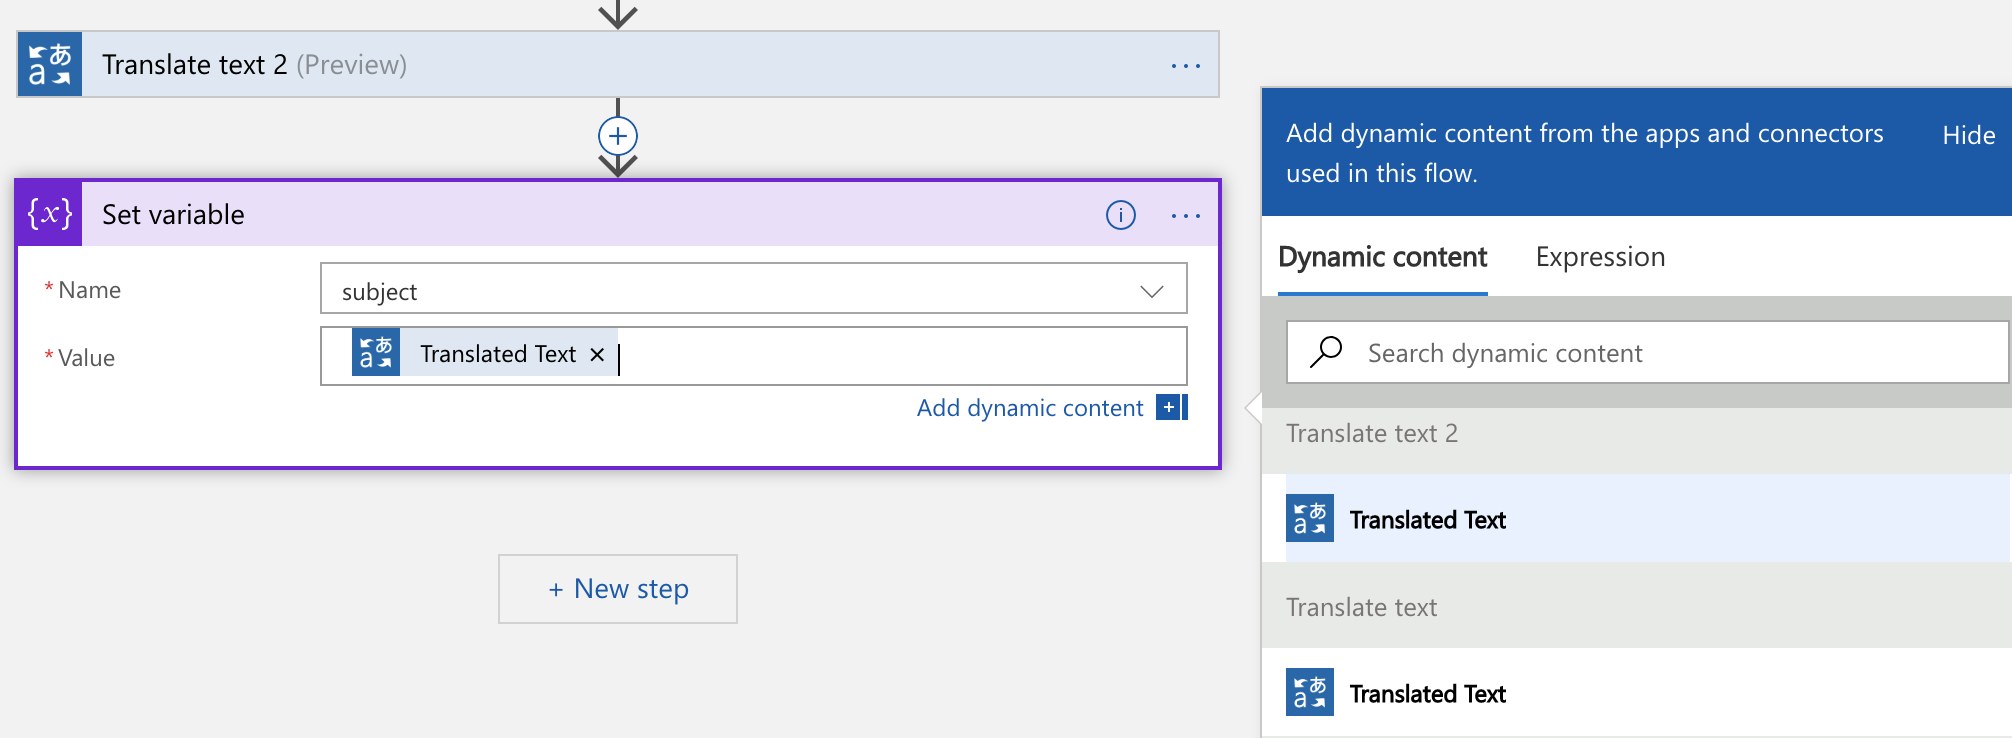 Translate text 2 (Preview)
Set variable
* Name
subject
* Value
Translated Text
Add dynamic content
+ New step
Add dynamic content from the apps and connectors
used in this flow.
Hide
Dynamic content
Expression
Search dynamic content
Translate text 2
Translated Text
Translate text
Translated Text